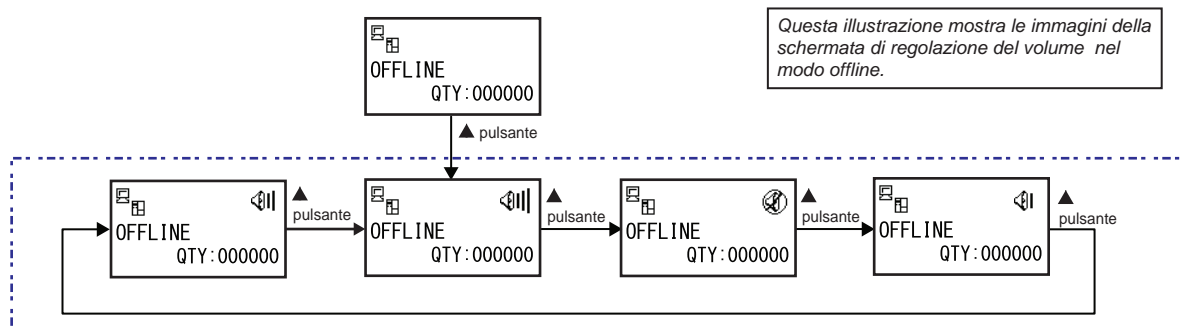 OFFLINE
QTY:000000
Questa illustrazione mostra le immagini della
schermata di regolazione del volume nel
modo offline.
▲ pulsante
OFFLINE
QTY:000000
▲
pulsante
OFFLINE
QTY:000000
▲
pulsante
OFFLINE
QTY:000000
▲
pulsante
OFFLINE
QTY:000000
▲
pulsante